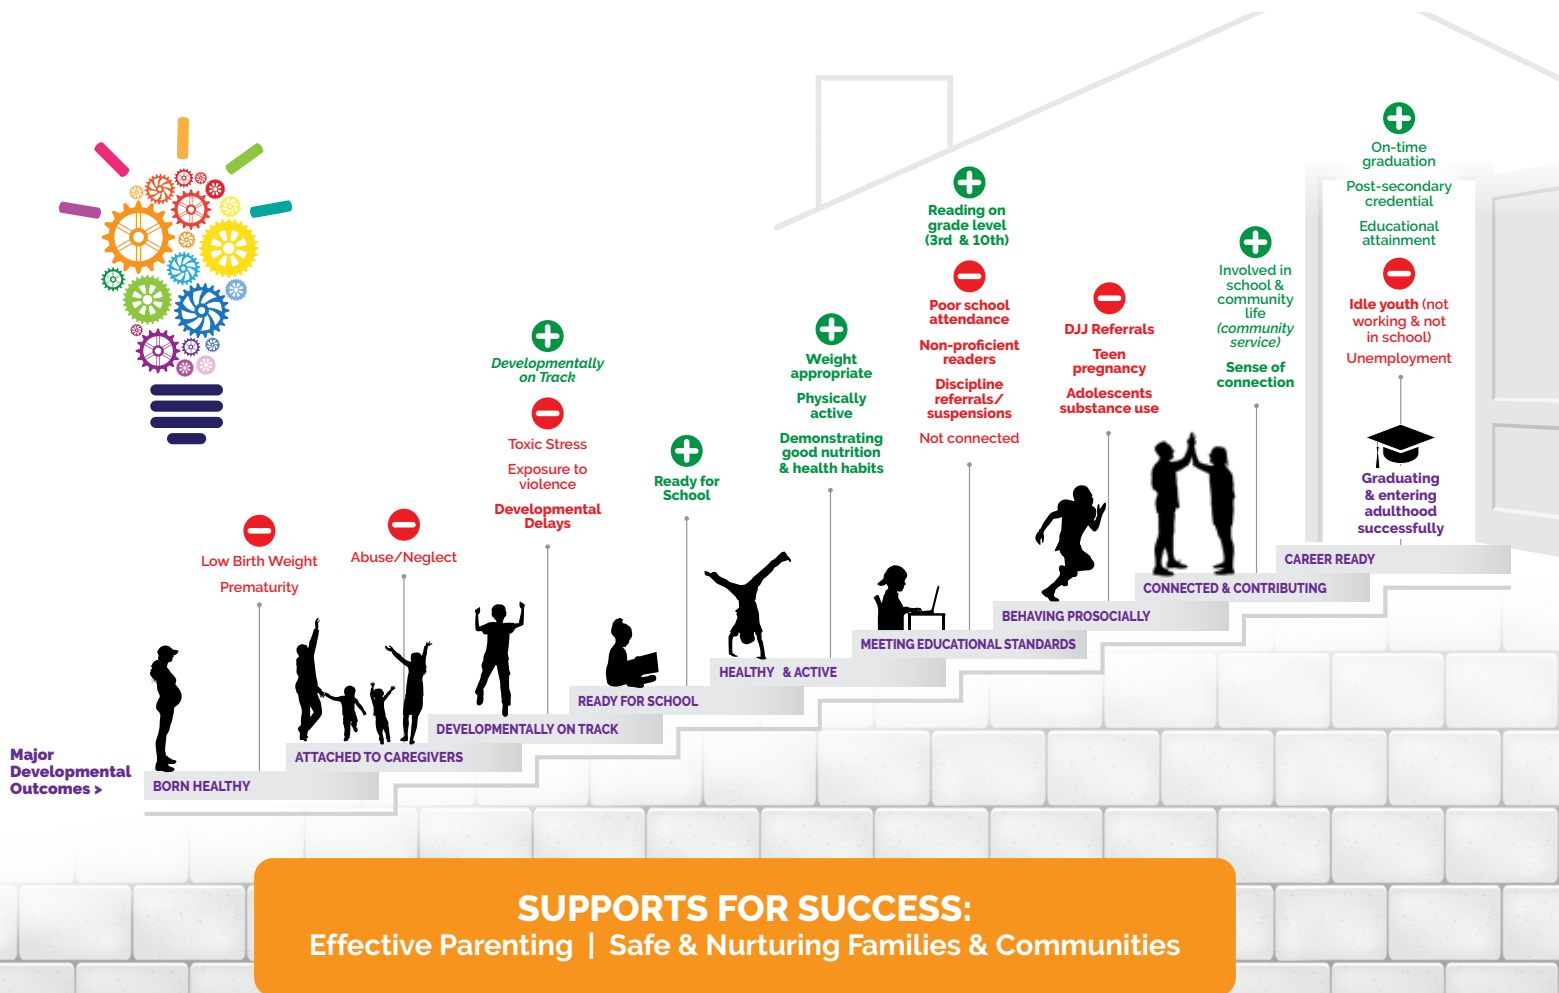 Major
Developmental
Outcomes >
BORN HEALTHY
Low Birth Weight
Prematurity
ATTACHED TO CAREGIVERS
Abuse/Neglect
DEVELOPMENTALLY ON TRACK
Developmentally
on Track
Toxic Stress
Exposure to
violence
Developmental
Delays
READY FOR SCHOOL
Ready for
School
HEALTHY & ACTIVE
Weight
appropriate
Physically
active
Demonstrating
good nutrition
& health habits
MEETING EDUCATIONAL STANDARDS
Reading on
grade level
(3rd & 10th)
Poor school
attendance
Non-proficient
readers
Discipline
referrals/
suspensions
Not connected
BEHAVING PROSOCIALLY
DJJ Referrals
Teen
pregnancy
Adolescents
substance use
CONNECTED & CONTRIBUTING
Involved in
school &
community
life
(community
service)
Sense of
connection
CAREER READY
On-time
graduation
Post-secondary
credential
Educational
attainment
Idle youth (not
working & not
in school)
Unemployment
Graduating
& entering
adulthood
successfully
SUPPORTS FOR SUCCESS:
Effective Parenting | Safe & Nurturing Families & Communities